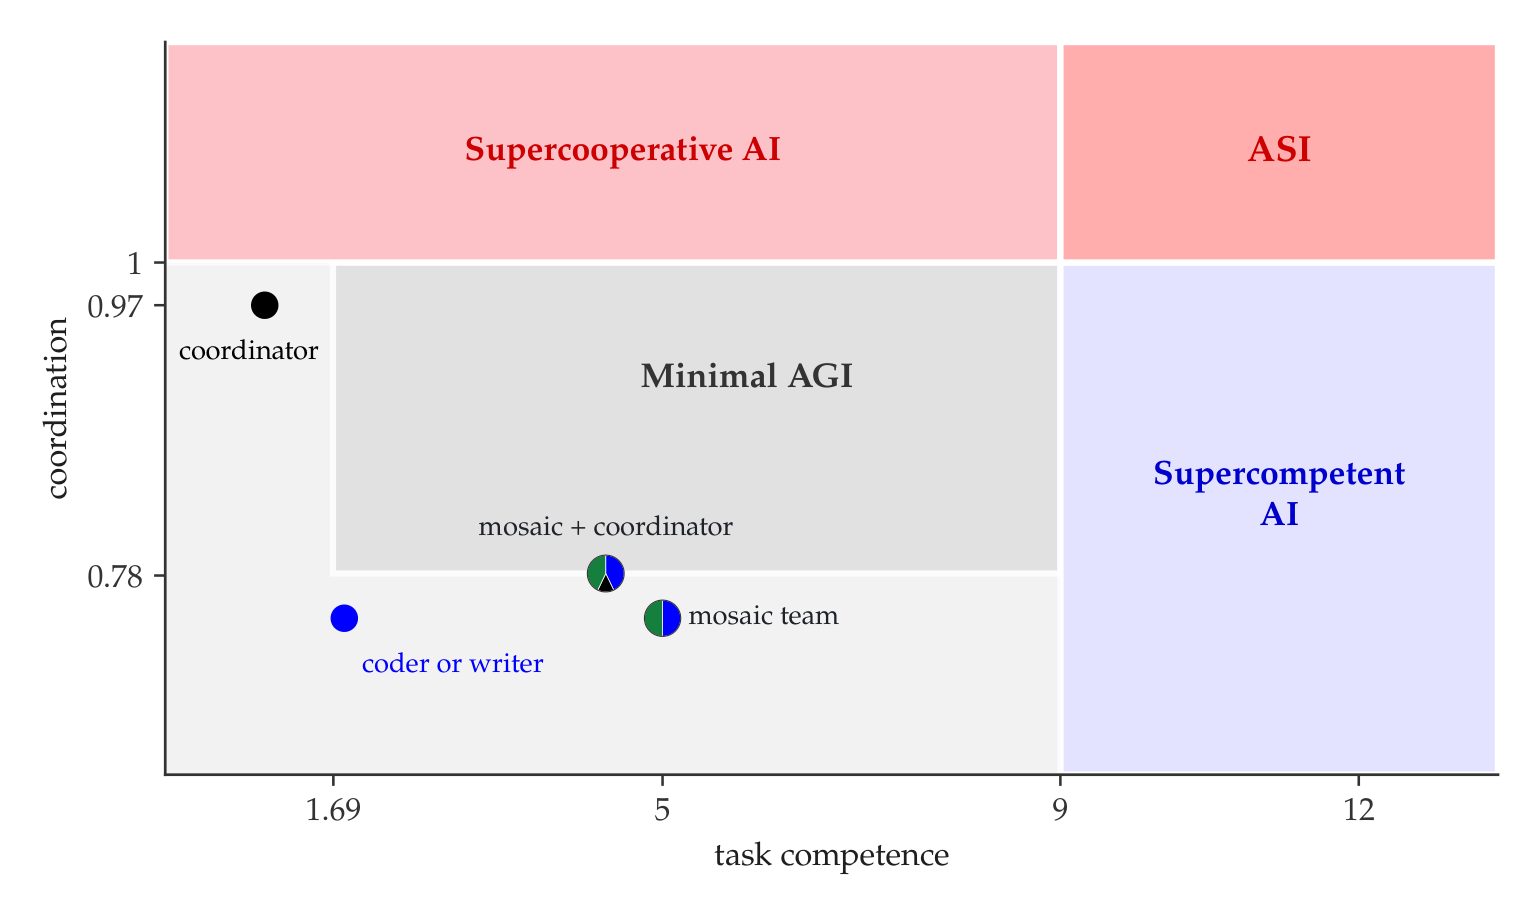 Supercooperative AI
ASI
1
0.97
coordinator
Minimal AGI
coordination
Supercompetent
AI
mosaic + coordinator
0.78
mosaic team
coder or writer
1.69
5
9
12
task competence